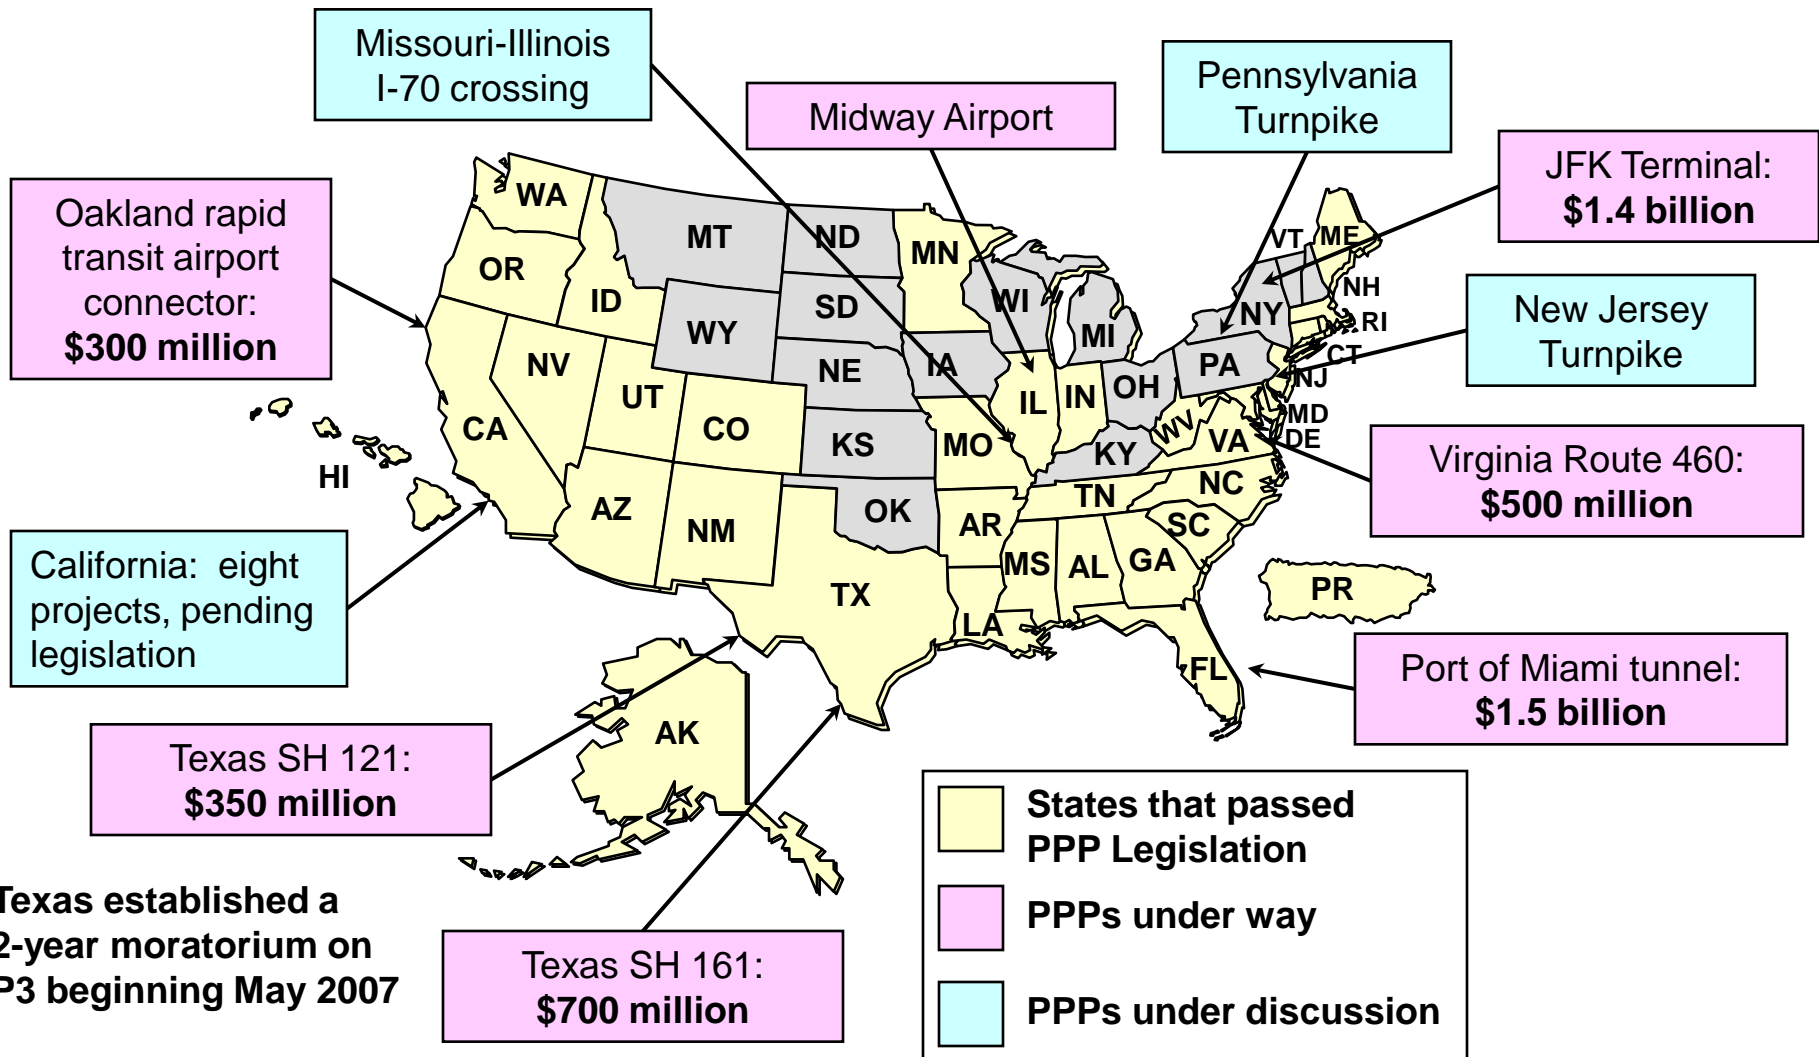 Missouri-Illinois
I-70 crossing
Midway Airport
Pennsylvania
Turnpike
JFK Terminal:
$1.4 billion
Oakland rapid
transit airport
connector:
$300 million
New Jersey
Turnpike
WA
MT
ND
MN
VT
ME
OR
ID
SD
WI
NH
WY
MI
NY
RI
CT
NV
NE
IA
PA
NJ
UT
OH
IL
IN
MD
CA
CO
KS
MO
WV
VA
DE
HI
KY
AZ
NM
OK
AR
TN
NC
SC
MS
AL
GA
TX
LA
PR
FL
AK
Virginia Route 460:
$500 million
California: eight
projects, pending
legislation
Port of Miami tunnel:
$1.5 billion
Texas SH 121:
$350 million
Texas established a
2-year moratorium on
P3 beginning May 2007
Texas SH 161:
$700 million
States that passed
PPP Legislation
PPPs under way
PPPs under discussion